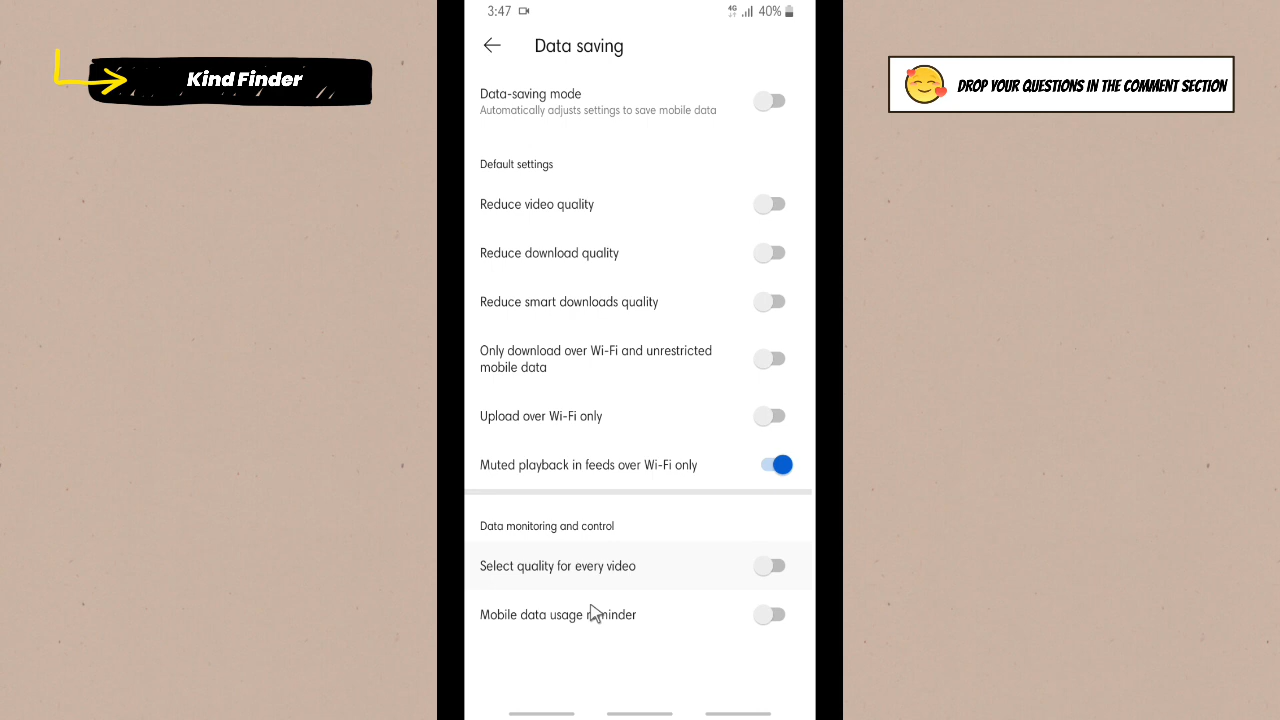 3:47
4G
40%
Data saving
Kind Finder
DROP YOUR QUESTIONS IN THE COMMENT SECTION
Data-saving mode
Automatically adjusts settings to save mobile data
Default settings
Reduce video quality
Reduce download quality
Reduce smart downloads quality
Only download over Wi-Fi and unrestricted
mobile data
Upload over Wi-Fi only
Muted playback in feeds over Wi-Fi only
Data monitoring and control
Select quality for every video
Mobile data usage reminder